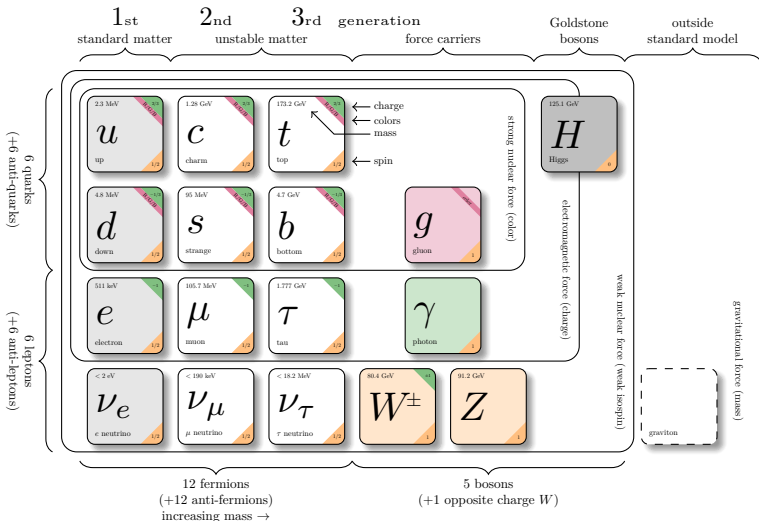 1st 2nd 3rd generation
Goldstone bosons
outside standard model
standard matter
unstable matter
force carriers
6 quarks
(+6 anti-quarks)
6 leptons
(+6 anti-leptons)
2.3 MeV
2/3
R/G/B
u
up
1/2
1.28 GeV
2/3
R/G/B
c
charm
1/2
173.2 GeV
2/3
R/G/B
t
top
1/2
charge
colors
mass
spin
125.1 GeV
H
Higgs
0
4.8 MeV
−1/3
R/G/B
d
down
1/2
95 MeV
−1/3
R/G/B
s
strange
1/2
4.7 GeV
−1/3
R/G/B
b
bottom
1/2
color
g
gluon
1
511 keV
−1
e
electron
1/2
105.7 MeV
−1
μ
muon
1/2
1.777 GeV
−1
τ
tau
1/2
γ
photon
1
< 2 eV
νe
e neutrino
1/2
< 190 keV
νμ
μ neutrino
1/2
< 18.2 MeV
ντ
τ neutrino
1/2
80.4 GeV
±1
W±
1
91.2 GeV
Z
1
graviton
strong nuclear force (color)
electromagnetic force (charge)
weak nuclear force (weak isospin)
gravitational force (mass)
12 fermions
(+12 anti-fermions)
increasing mass →
5 bosons
(+1 opposite charge W)